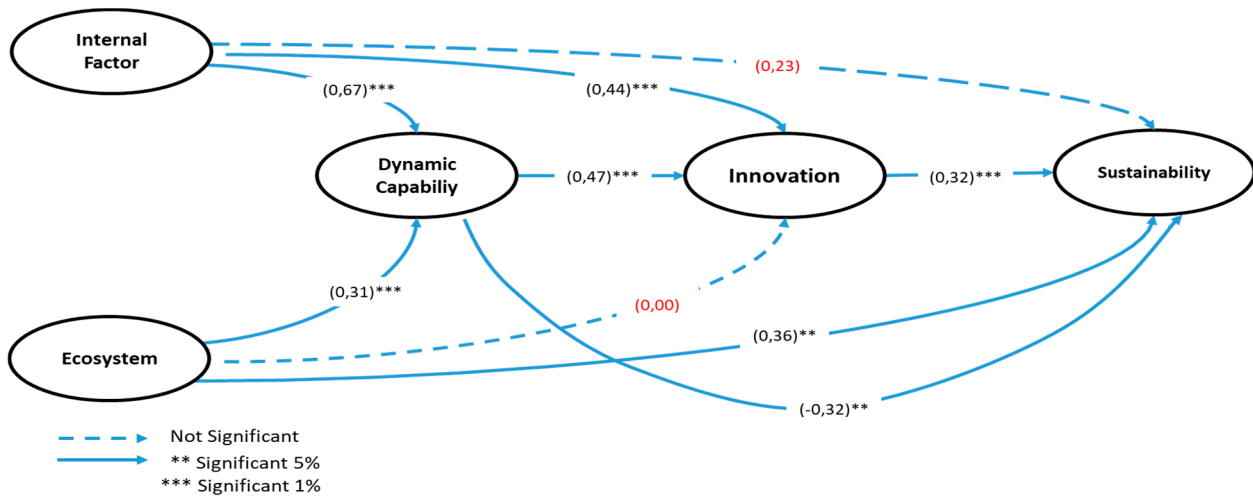 Internal
Factor
(0,23)
(0,67)***
(0,44)***
Dynamic
Capabiliy
(0,47)***
Innovation
(0,32)***
Sustainability
(0,31)***
(0,00)
(0,36)**
Ecosystem
(-0,32)**
Not Significant
** Significant 5%
*** Significant 1%